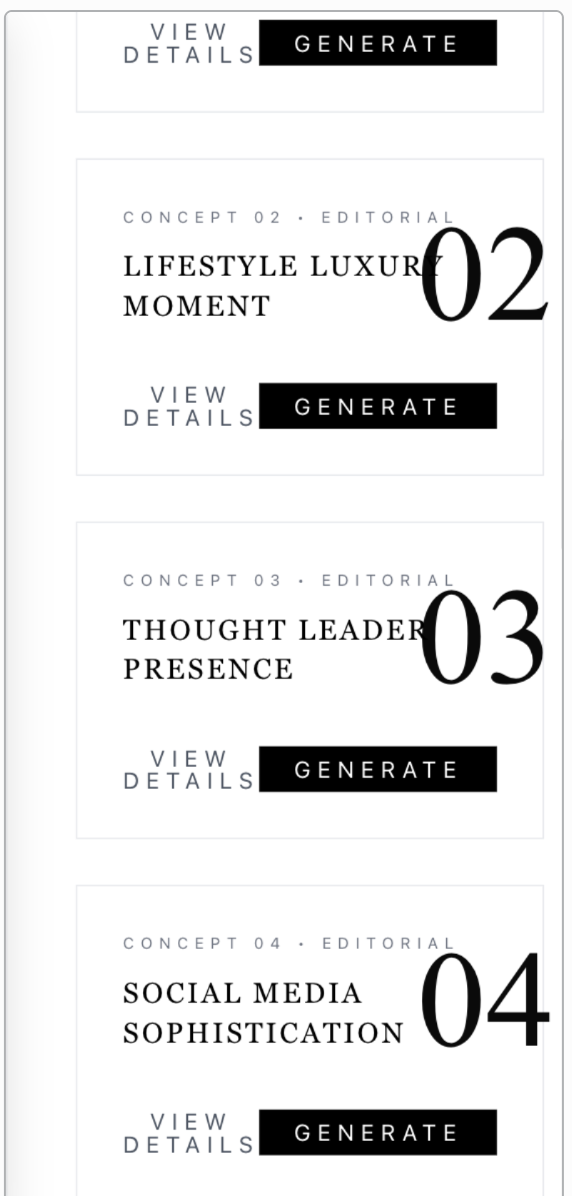 VIEW
DETAILS
GENERATE
CONCEPT 02 • EDITORIAL
LIFESTYLE LUXURY
MOMENT
02
VIEW
DETAILS
GENERATE
CONCEPT 03 • EDITORIAL
THOUGHT LEADER
PRESENCE
03
VIEW
DETAILS
GENERATE
CONCEPT 04 • EDITORIAL
SOCIAL MEDIA
SOPHISTICATION
04
VIEW
DETAILS
GENERATE